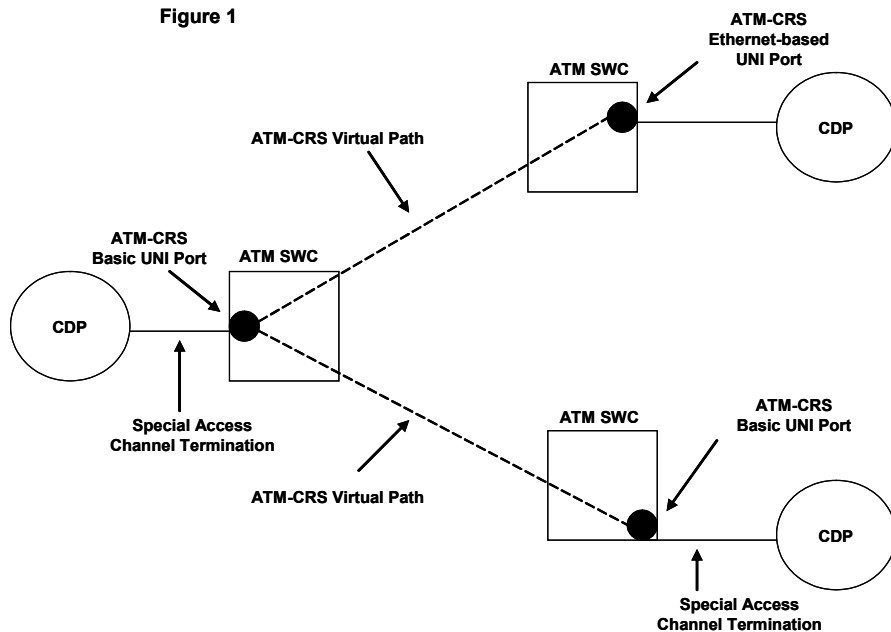 Figure 1
ATM-CRS
Ethernet-based
UNI Port
ATM SWC
CDP
ATM-CRS Virtual Path
ATM-CRS
Basic UNI Port
ATM SWC
CDP
Special Access
Channel Termination
ATM-CRS Virtual Path
ATM SWC
ATM-CRS
Basic UNI Port
CDP
Special Access
Channel Termination